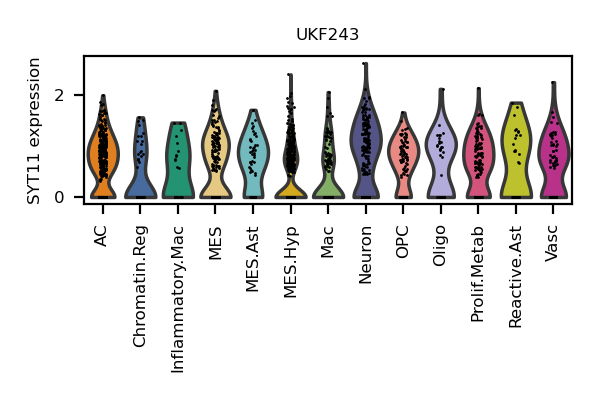 UKF243
SYT11 expression
2
0
AC
Chromatin.Reg
Inflammatory.Mac
MES
MES.Ast
MES.Hyp
Mac
Neuron
OPC
Oligo
Prolif.Metab
Reactive.Ast
Vasc